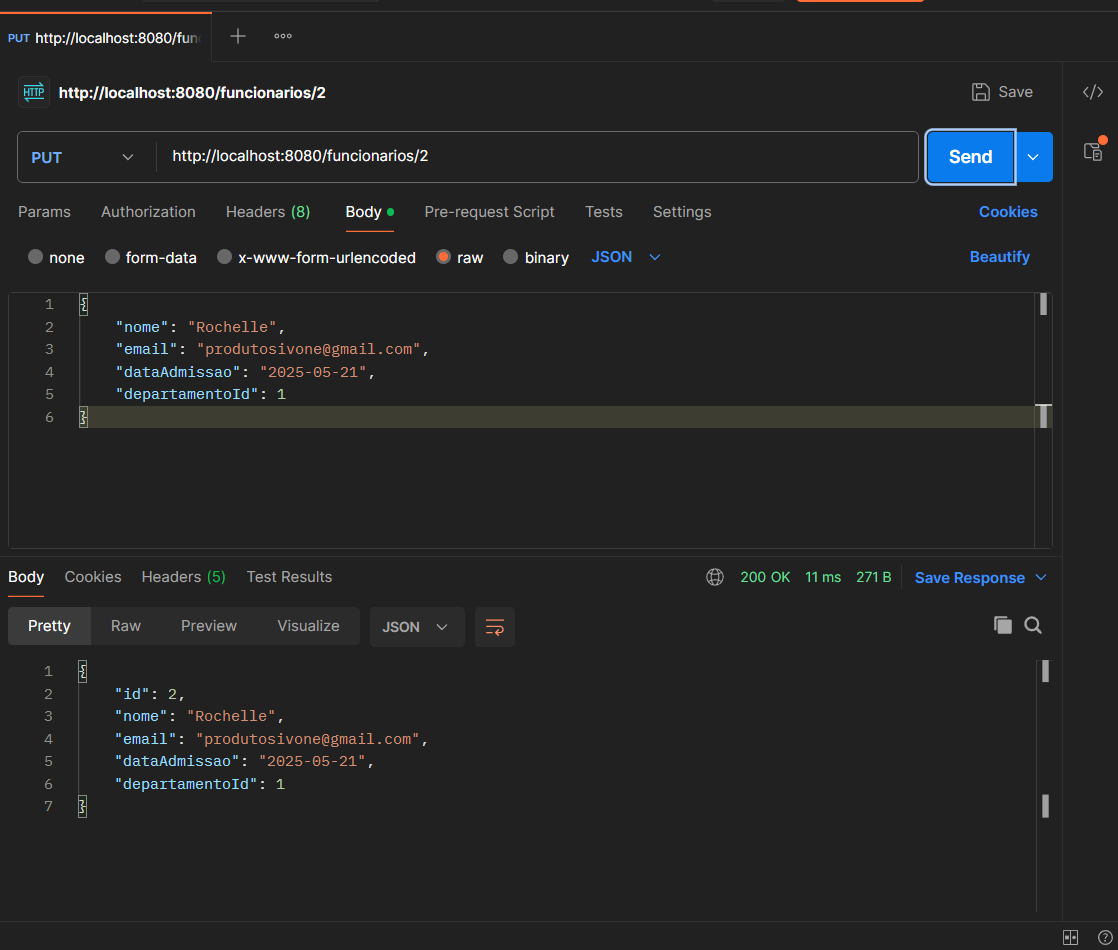 PUT http://localhost:8080/fun
HTTP http://localhost:8080/funcionarios/2 Save </>
PUT http://localhost:8080/funcionarios/2 Send
Params Authorization Headers (8) Body Pre-request Script Tests Settings Cookies
none form-data x-www-form-urlencoded raw binary JSON Beautify
1 {
2 "nome": "Rochelle",
3 "email": "produtosivone@gmail.com",
4 "dataAdmissao": "2025-05-21",
5 "departamentoId": 1
6 }
Body Cookies Headers (5) Test Results 200 OK 11 ms 271 B Save Response
Pretty Raw Preview Visualize JSON
1 {
2 "id": 2,
3 "nome": "Rochelle",
4 "email": "produtosivone@gmail.com",
5 "dataAdmissao": "2025-05-21",
6 "departamentoId": 1
7 }